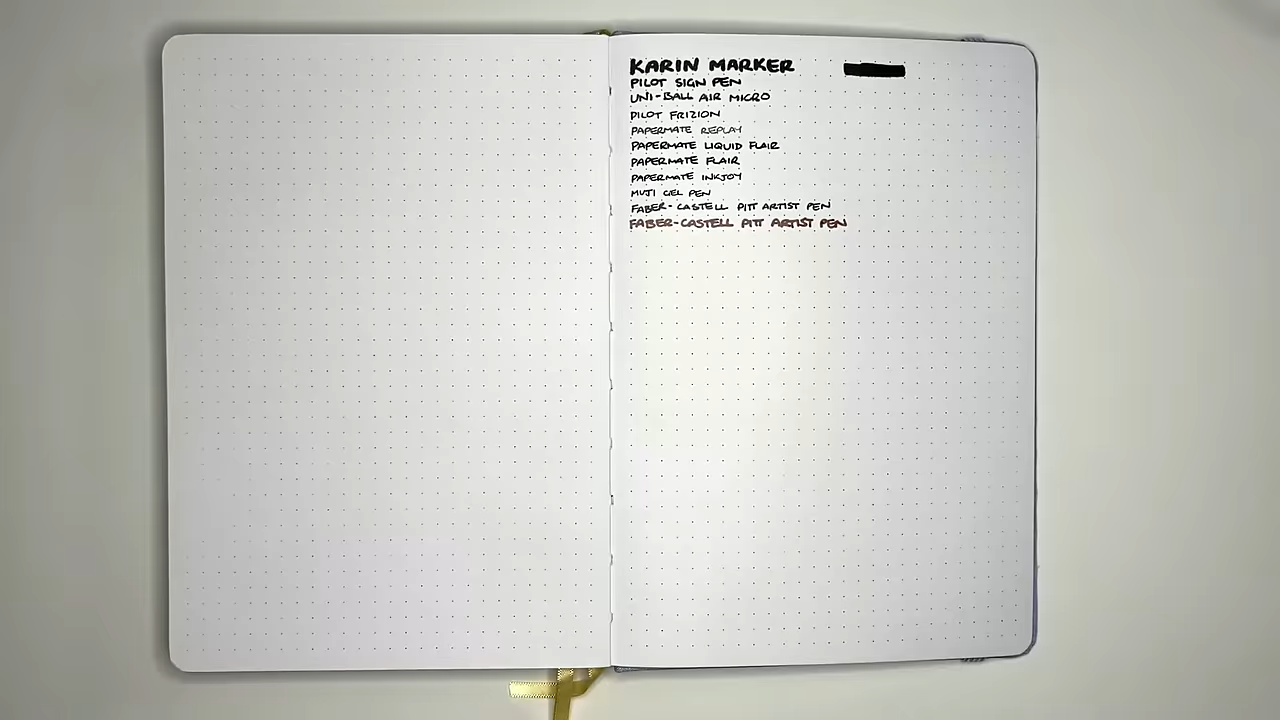 KARIN MARKER
PILOT SIGN PEN
UNI-BALL AIR MICRO
PILOT FRIZION
PAPERMATE REPLAY
PAPERMATE LIQUID FLAIR
PAPERMATE FLAIR
PAPERMATE INKJOY
MUJI GEL PEN
FABER-CASTELL PITT ARTIST PEN
FABER-CASTELL PITT ARTIST PEN